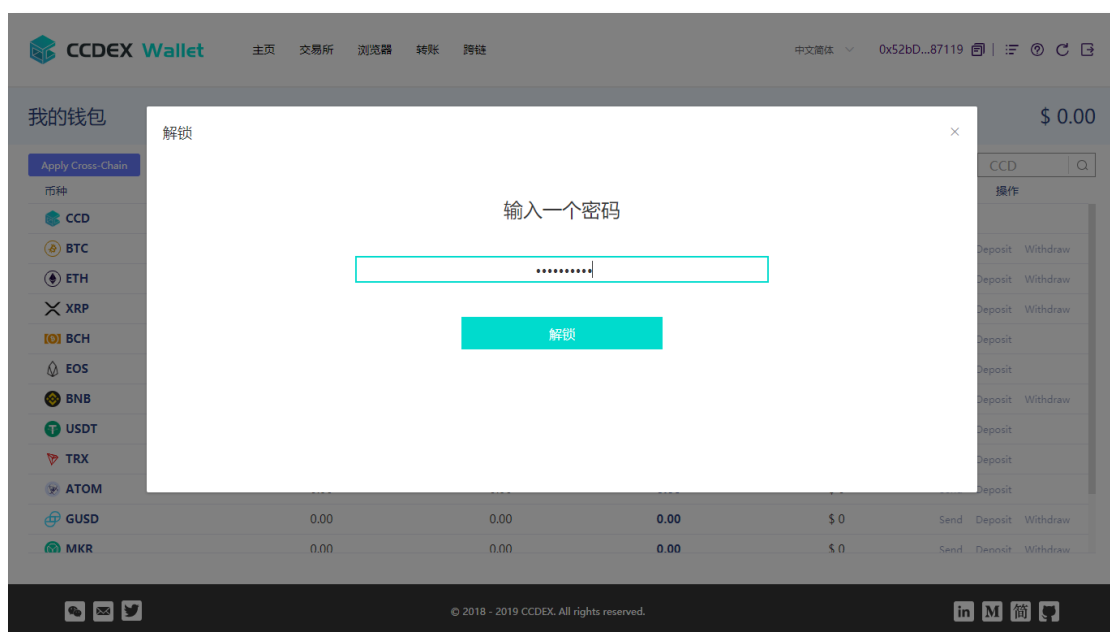 CCDEX Wallet 主页 交易所 浏览器 转账 跨链 中文简体 0x52bD...87119
我的钱包 $ 0.00
解锁
Apply Cross-Chain CCD
币种 操作
输入一个密码
CCD
BTC Deposit Withdraw
ETH Deposit Withdraw
XRP Deposit Withdraw
解锁
BCH Deposit
EOS Deposit
BNB Deposit Withdraw
USDT Deposit
TRX Deposit
ATOM Deposit
GUSD 0.00 0.00 0.00 $ 0 Send Deposit Withdraw
MKR 0.00 0.00 0.00 $ 0 Send Deposit Withdraw
© 2018 - 2019 CCDEX. All rights reserved. in M 简